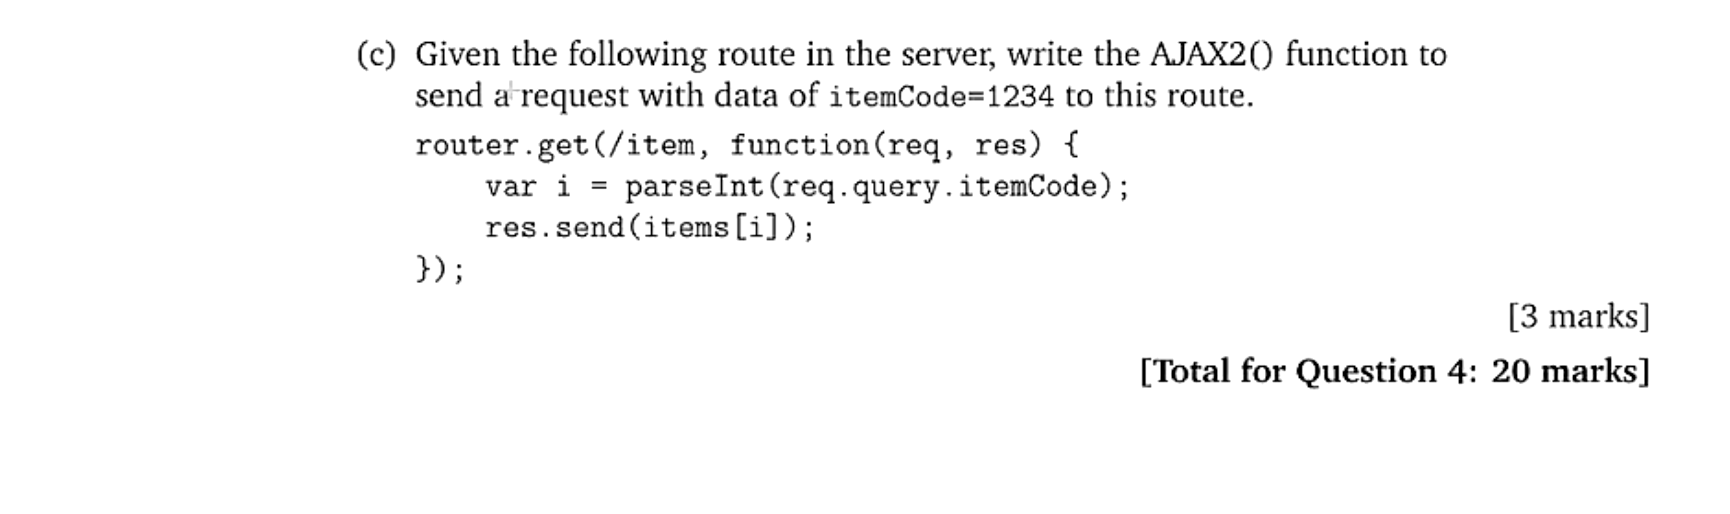 (c) Given the following route in the server, write the AJAX2() function to
send a request with data of itemCode=1234 to this route.
router.get(/item, function(req, res) {
var i = parseInt(req.query.itemCode);
res.send(items[i]);
});
[3 marks]
[Total for Question 4: 20 marks]